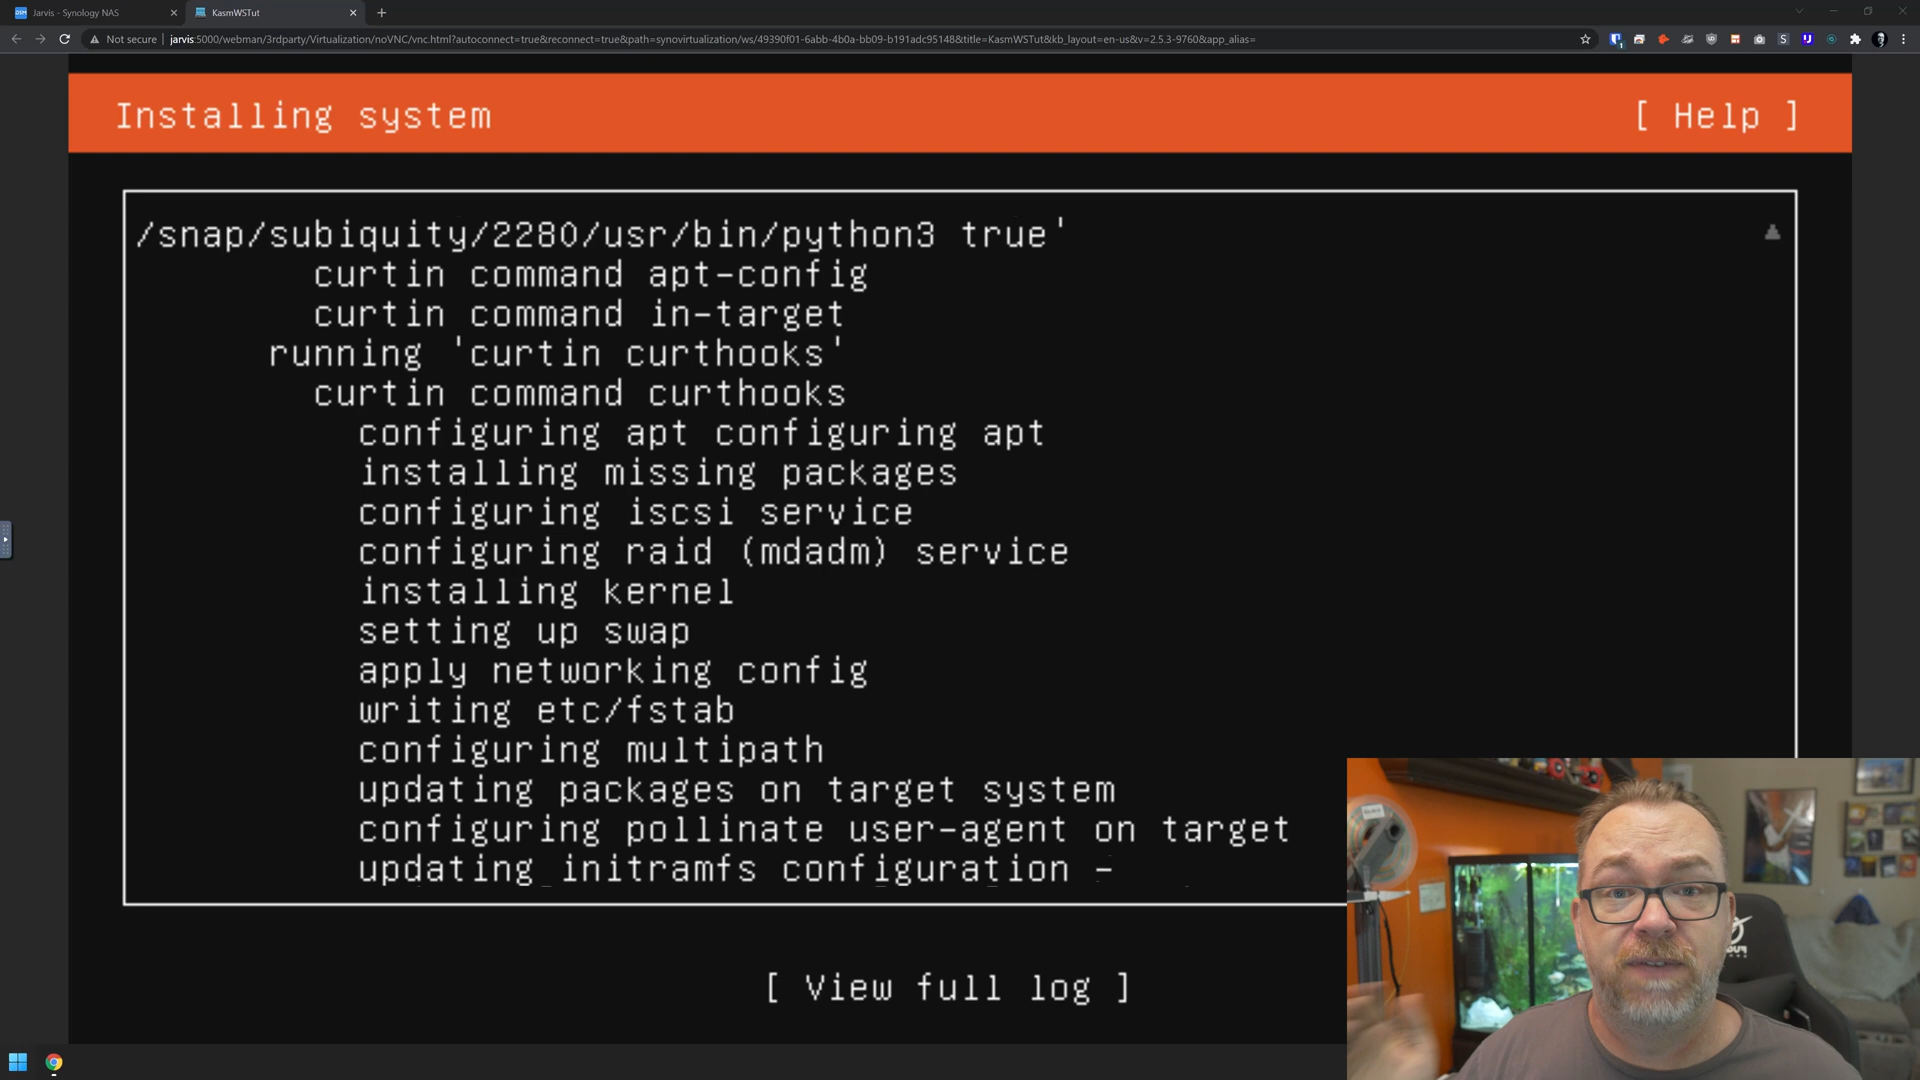 Jarvis - Synology NAS
KasmWSTut
Not secure
jarvis:5000/webman/3rdparty/Virtualization/noVNC/vnc.html?autoconnect=true&reconnect=true&path=synovirtualization/ws/49390f01-6abb-4b0a-bb09-b191adc95148&title=KasmWSTut&kb_layout=en-us&v=2.5.3-9760&app_alias=
Installing system [ Help ]
/snap/subiquity/2280/usr/bin/python3 true'
curtin command apt-config
curtin command in-target
running 'curtin curthooks'
curtin command curthooks
configuring apt configuring apt
installing missing packages
configuring iscsi service
configuring raid (mdadm) service
installing kernel
setting up swap
apply networking config
writing etc/fstab
configuring multipath
updating packages on target system
configuring pollinate user-agent on target
updating initramfs configuration -
[ View full log ]